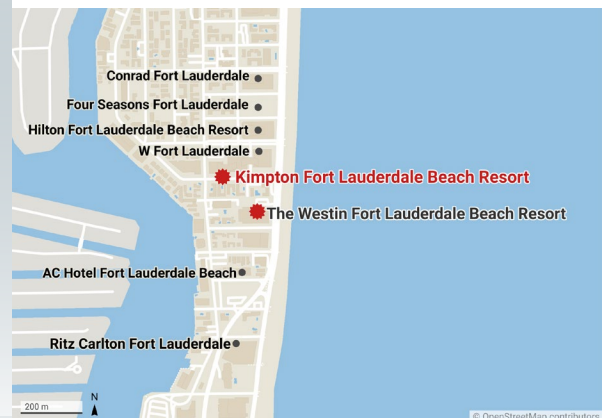 Conrad Fort Lauderdale
Four Seasons Fort Lauderdale
Hilton Fort Lauderdale Beach Resort
W Fort Lauderdale
Kimpton Fort Lauderdale Beach Resort
The Westin Fort Lauderdale Beach Resort
AC Hotel Fort Lauderdale Beach
Ritz Carlton Fort Lauderdale
200 m
N
© OpenStreetMap contributors